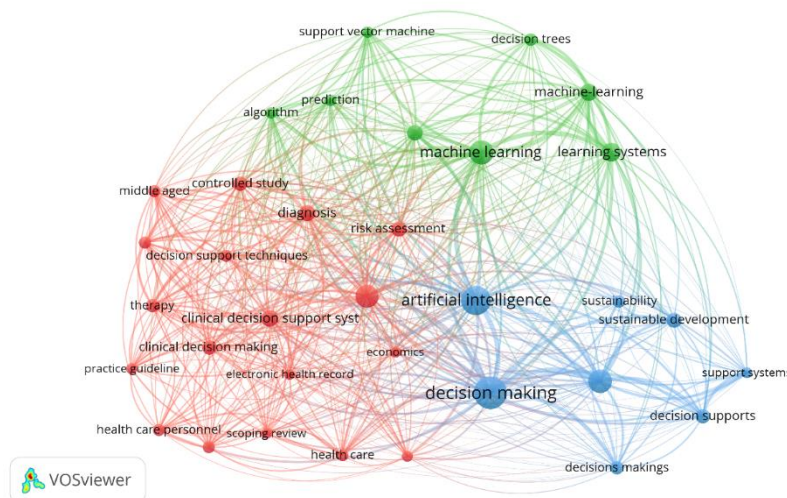 support vector machine
decision trees
machine-learning
prediction
algorithm
machine learning
learning systems
middle aged
controlled study
diagnosis
risk assessment
decision support techniques
artificial intelligence
sustainability
therapy
clinical decision support syst
sustainable development
clinical decision making
economics
practice guideline
electronic health record
support systems
decision making
decision supports
health care personnel
scoping review
health care
decisions makings
VOSviewer